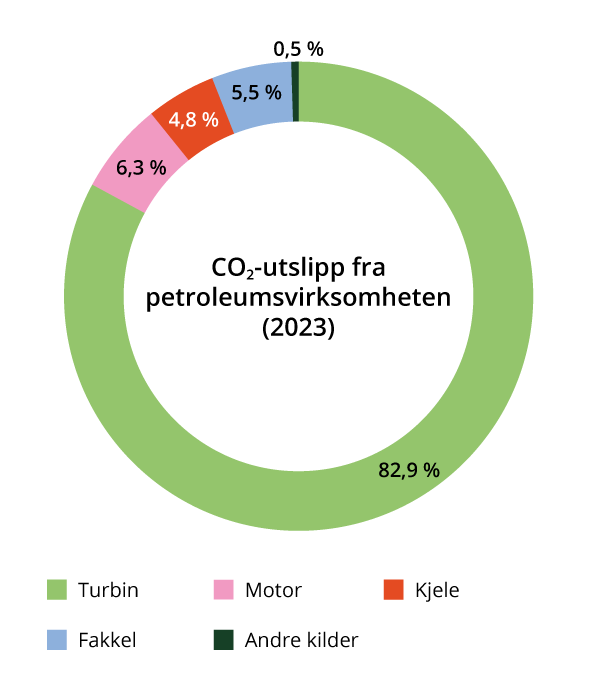 0,5 %
5,5 %
4,8 %
6,3 %
CO₂-utslipp fra
petroleumsvirksomheten
(2023)
82,9 %
Turbin
Motor
Kjele
Fakkel
Andre kilder